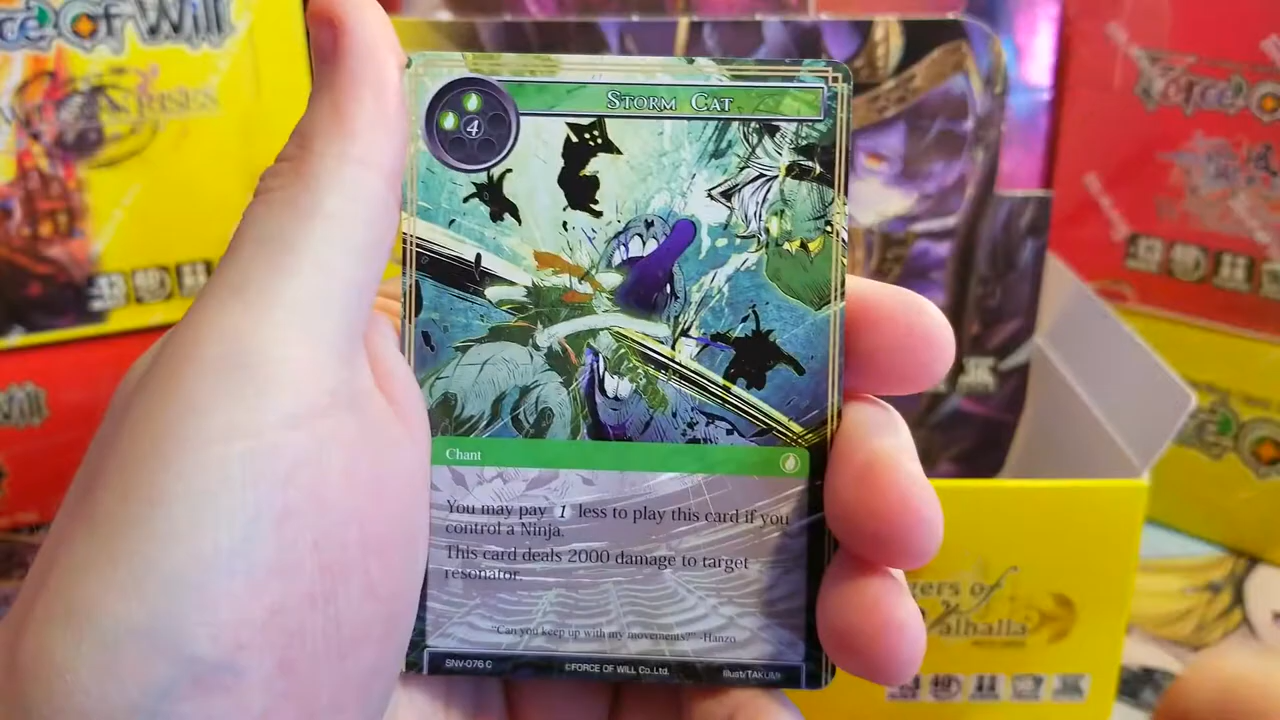 Force Of Will
STORM CAT
4
Chant
You may pay 1 less to play this card if you
control a Ninja.
This card deals 2000 damage to target
resonator.
"Can you keep up with my movements?" -Hanzo
SNV-076 C
©FORCE OF WILL Co.,Ltd.
Illust/TAKUMI
of
Valhalla
Force